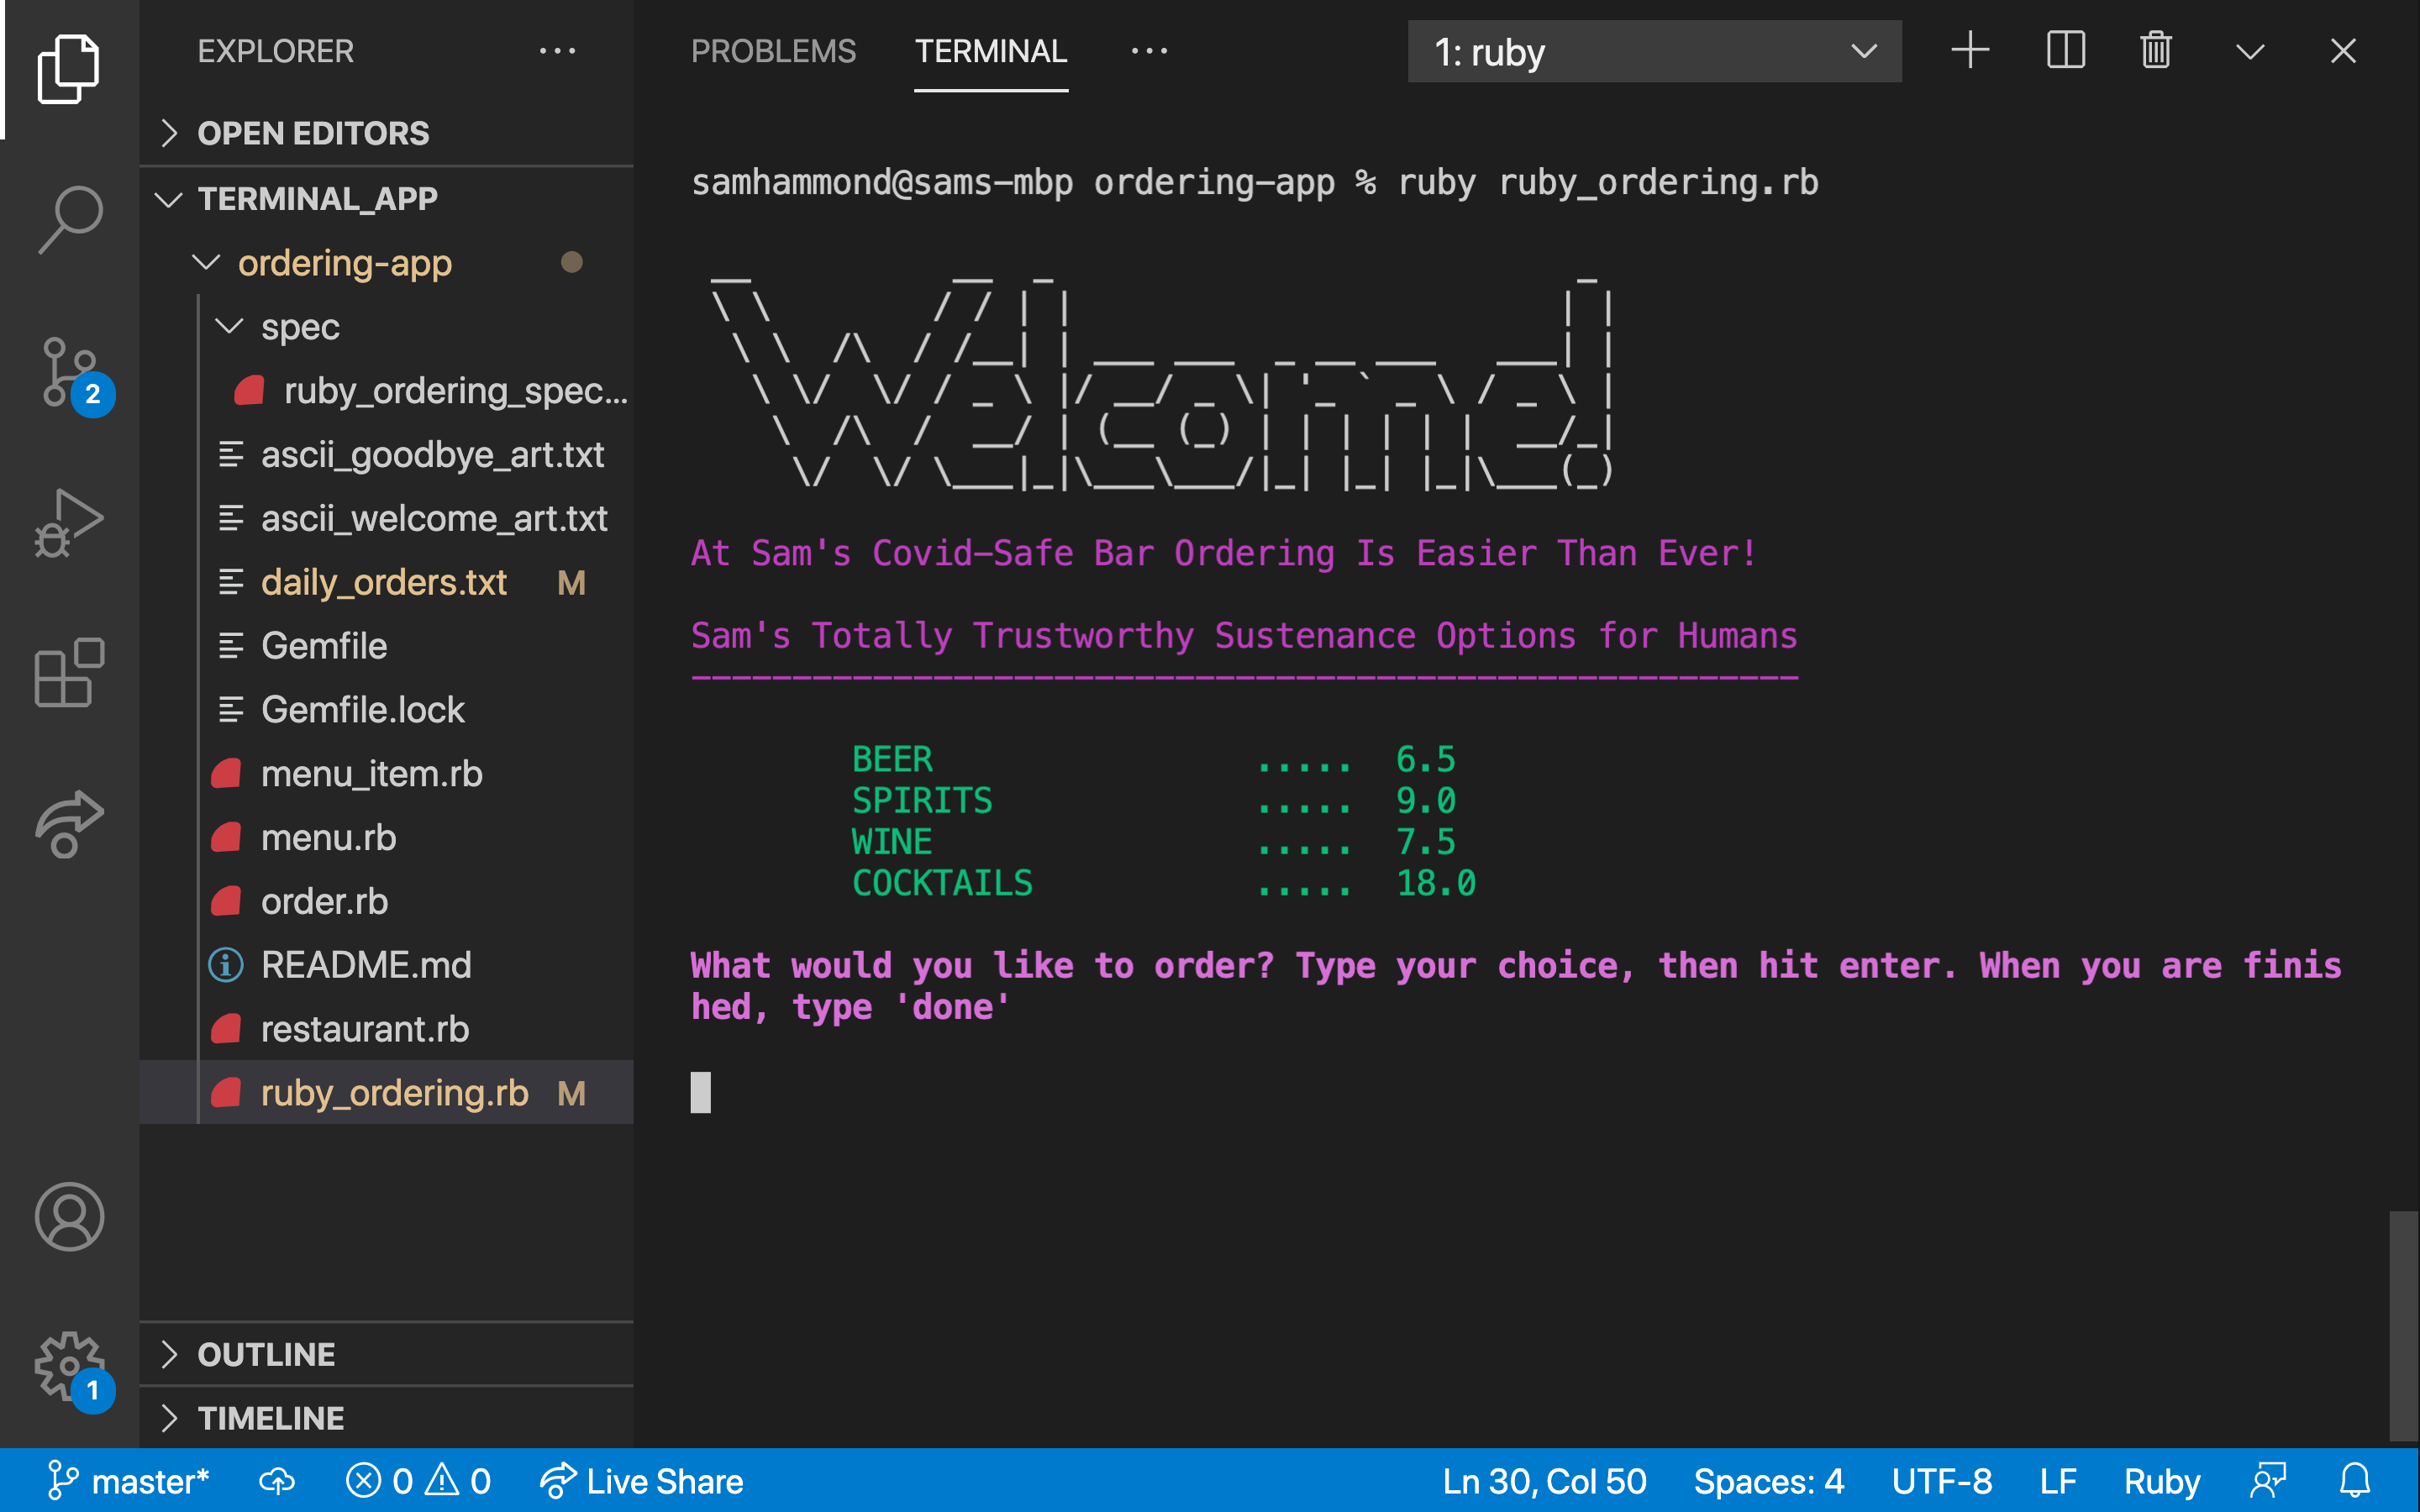 EXPLORER
OPEN EDITORS
TERMINAL_APP
ordering-app
spec
ruby_ordering_spec...
ascii_goodbye_art.txt
ascii_welcome_art.txt
daily_orders.txt M
Gemfile
Gemfile.lock
menu_item.rb
menu.rb
order.rb
README.md
restaurant.rb
ruby_ordering.rb M
OUTLINE
TIMELINE
2
1
PROBLEMS TERMINAL ... 1: ruby
samhammond@sams-mbp ordering-app % ruby ruby_ordering.rb
Welcome!
At Sam's Covid-Safe Bar Ordering Is Easier Than Ever!
Sam's Totally Trustworthy Sustenance Options for Humans
-------------------------------------------------------
BEER ..... 6.5
SPIRITS ..... 9.0
WINE ..... 7.5
COCKTAILS ..... 18.0
What would you like to order? Type your choice, then hit enter. When you are finis
hed, type 'done'
master* 0 0 Live Share Ln 30, Col 50 Spaces: 4 UTF-8 LF Ruby